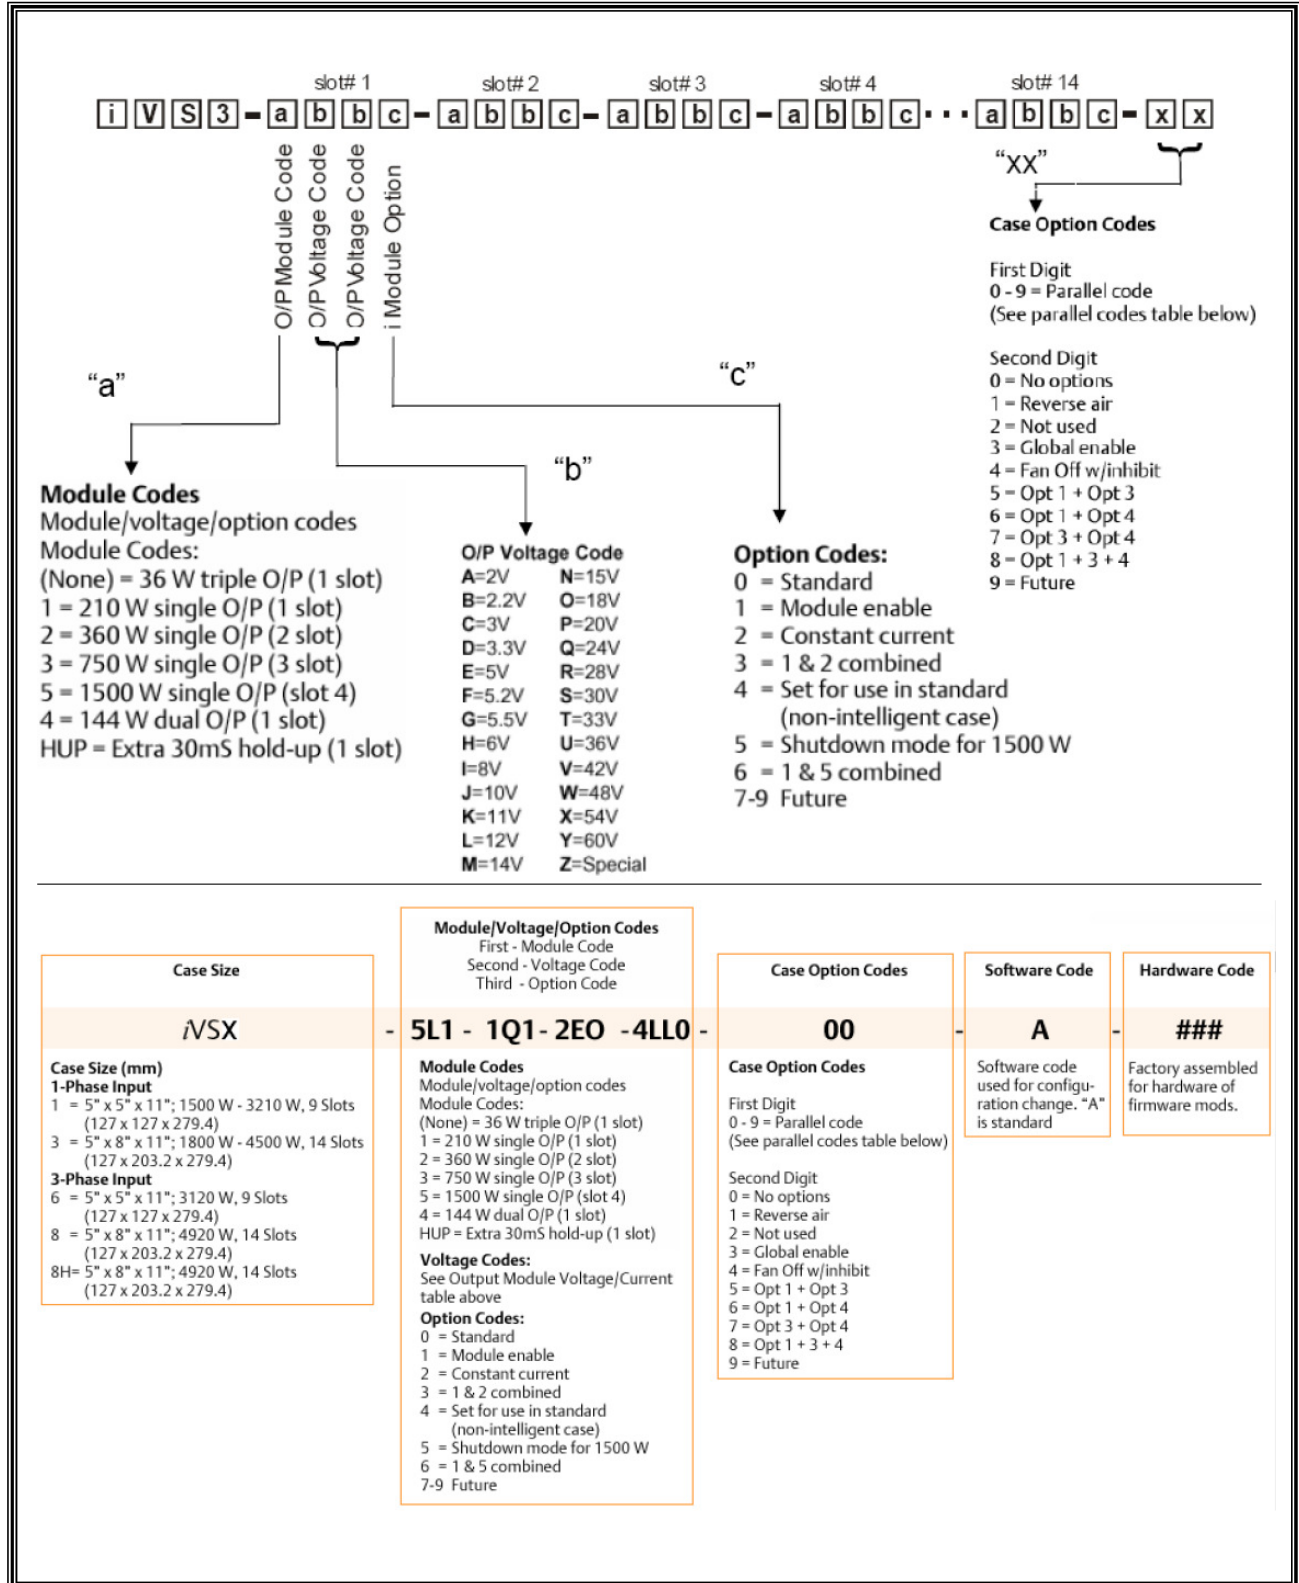 slot# 1 slot# 2 slot# 3 slot# 4 slot# 14
i V S 3 - a b b c - a b b c - a b b c - a b b c ··· a b b c - x x
O/P Module Code
O/P Voltage Code
O/P Voltage Code
i Module Option
“XX”
Case Option Codes
First Digit
0 - 9 = Parallel code
(See parallel codes table below)
Second Digit
0 = No options
1 = Reverse air
2 = Not used
3 = Global enable
4 = Fan Off w/inhibit
5 = Opt 1 + Opt 3
6 = Opt 1 + Opt 4
7 = Opt 3 + Opt 4
8 = Opt 1 + 3 + 4
9 = Future
“a”
Module Codes
Module/voltage/option codes
Module Codes:
(None) = 36 W triple O/P (1 slot)
1 = 210 W single O/P (1 slot)
2 = 360 W single O/P (2 slot)
3 = 750 W single O/P (3 slot)
5 = 1500 W single O/P (slot 4)
4 = 144 W dual O/P (1 slot)
HUP = Extra 30mS hold-up (1 slot)
“b”
O/P Voltage Code
A=2V N=15V
B=2.2V O=18V
C=3V P=20V
D=3.3V Q=24V
E=5V R=28V
F=5.2V S=30V
G=5.5V T=33V
H=6V U=36V
I=8V V=42V
J=10V W=48V
K=11V X=54V
L=12V Y=60V
M=14V Z=Special
“c”
Option Codes:
0 = Standard
1 = Module enable
2 = Constant current
3 = 1 & 2 combined
4 = Set for use in standard
(non-intelligent case)
5 = Shutdown mode for 1500 W
6 = 1 & 5 combined
7-9 Future
Case Size
iVSX
Case Size (mm)
1-Phase Input
1 = 5" x 5" x 11"; 1500 W - 3210 W, 9 Slots
(127 x 127 x 279.4)
3 = 5" x 8" x 11"; 1800 W - 4500 W, 14 Slots
(127 x 203.2 x 279.4)
3-Phase Input
6 = 5" x 5" x 11"; 3120 W, 9 Slots
(127 x 127 x 279.4)
8 = 5" x 8" x 11"; 4920 W, 14 Slots
(127 x 203.2 x 279.4)
8H= 5" x 8" x 11"; 4920 W, 14 Slots
(127 x 203.2 x 279.4)
Module/Voltage/Option Codes
First - Module Code
Second - Voltage Code
Third - Option Code
- 5L1 - 1Q1 - 2EO - 4LL0 -
Module Codes
Module/voltage/option codes
Module Codes:
(None) = 36 W triple O/P (1 slot)
1 = 210 W single O/P (1 slot)
2 = 360 W single O/P (2 slot)
3 = 750 W single O/P (3 slot)
5 = 1500 W single O/P (slot 4)
4 = 144 W dual O/P (1 slot)
HUP = Extra 30mS hold-up (1 slot)
Voltage Codes:
See Output Module Voltage/Current
table above
Option Codes:
0 = Standard
1 = Module enable
2 = Constant current
3 = 1 & 2 combined
4 = Set for use in standard
(non-intelligent case)
5 = Shutdown mode for 1500 W
6 = 1 & 5 combined
7-9 Future
Case Option Codes
00
Case Option Codes
First Digit
0 - 9 = Parallel code
(See parallel codes table below)
Second Digit
0 = No options
1 = Reverse air
2 = Not used
3 = Global enable
4 = Fan Off w/inhibit
5 = Opt 1 + Opt 3
6 = Opt 1 + Opt 4
7 = Opt 3 + Opt 4
8 = Opt 1 + 3 + 4
9 = Future
Software Code
- A -
Software code
used for configu-
ration change. “A”
is standard
Hardware Code
###
Factory assembled
for hardware of
firmware mods.